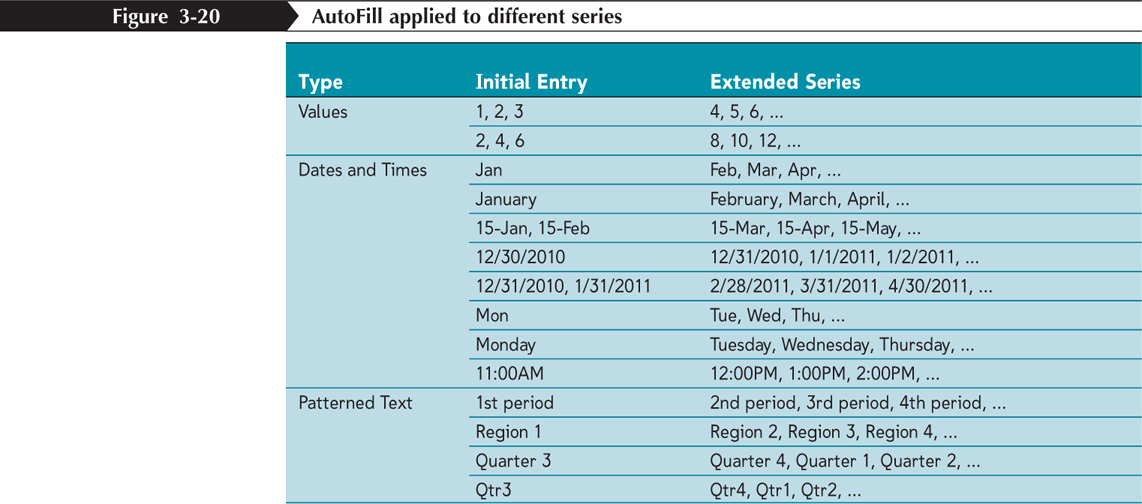 Figure 3-20 AutoFill applied to different series
Type Initial Entry Extended Series
Values 1, 2, 3 4, 5, 6, ...
2, 4, 6 8, 10, 12, ...
Dates and Times Jan Feb, Mar, Apr, ...
January February, March, April, ...
15-Jan, 15-Feb 15-Mar, 15-Apr, 15-May, ...
12/30/2010 12/31/2010, 1/1/2011, 1/2/2011, ...
12/31/2010, 1/31/2011 2/28/2011, 3/31/2011, 4/30/2011, ...
Mon Tue, Wed, Thu, ...
Monday Tuesday, Wednesday, Thursday, ...
11:00AM 12:00PM, 1:00PM, 2:00PM, ...
Patterned Text 1st period 2nd period, 3rd period, 4th period, ...
Region 1 Region 2, Region 3, Region 4, ...
Quarter 3 Quarter 4, Quarter 1, Quarter 2, ...
Qtr3 Qtr4, Qtr1, Qtr2, ...